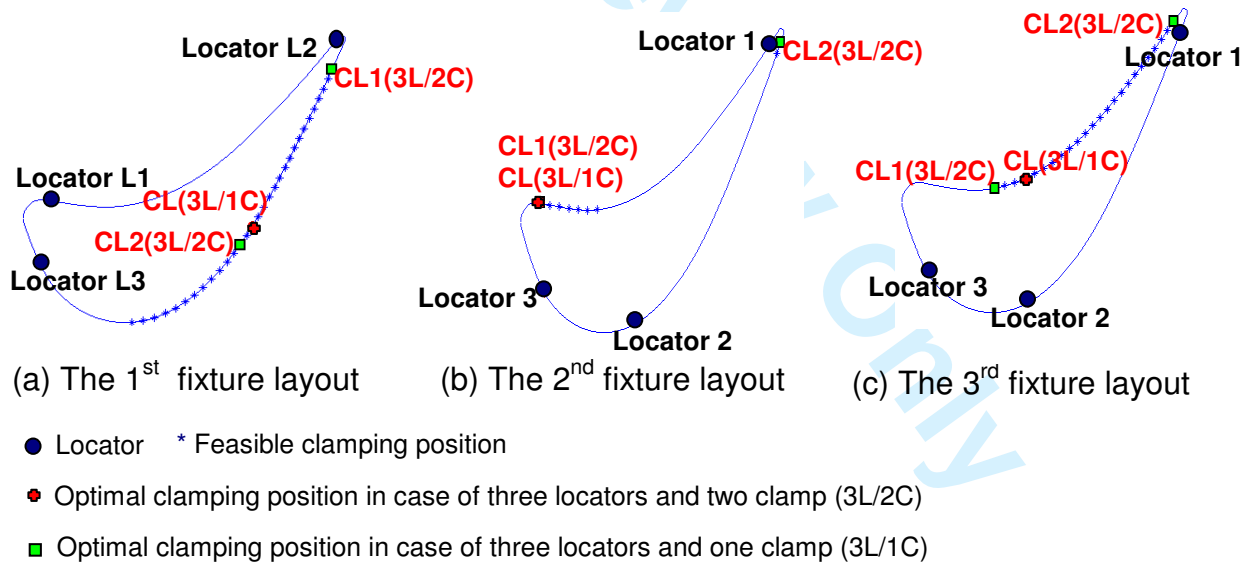 Locator L2
CL1(3L/2C)
Locator L1
CL(3L/1C)
CL2(3L/2C)
Locator L3
(a) The 1st fixture layout
Locator 1
CL2(3L/2C)
CL1(3L/2C)
CL(3L/1C)
Locator 3
Locator 2
(b) The 2nd fixture layout
CL2(3L/2C)
Locator 1
CL1(3L/2C)
CL(3L/1C)
Locator 3
Locator 2
(c) The 3rd fixture layout
Locator * Feasible clamping position
Optimal clamping position in case of three locators and two clamp (3L/2C)
Optimal clamping position in case of three locators and one clamp (3L/1C)
Only